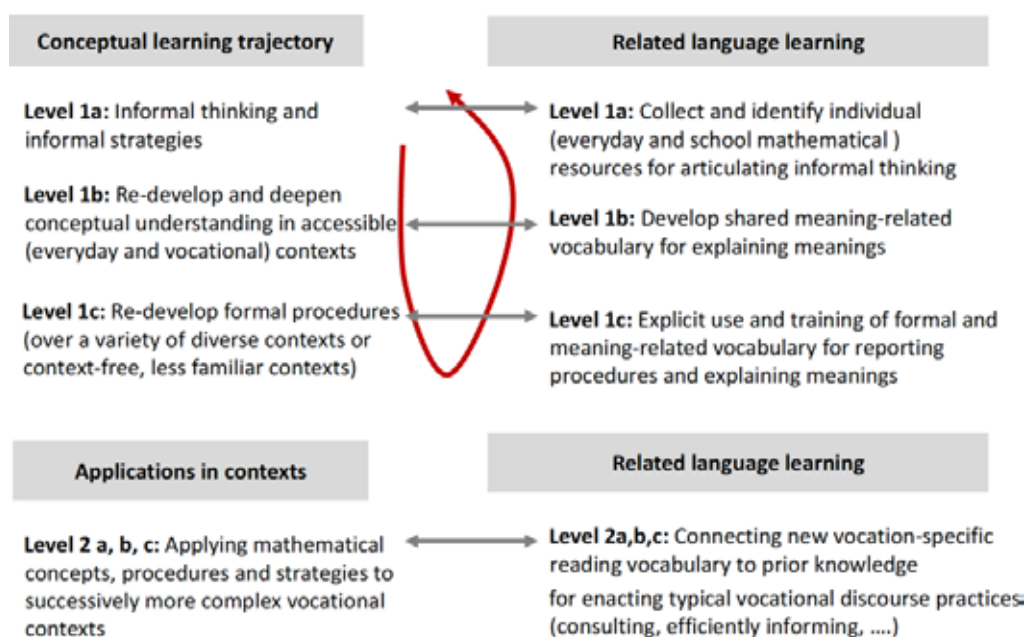 Conceptual learning trajectory
Related language learning
Level 1a: Informal thinking and
informal strategies
Level 1a: Collect and identify individual
(everyday and school mathematical )
resources for articulating informal thinking
Level 1b: Re-develop and deepen
conceptual understanding in accessible
(everyday and vocational) contexts
Level 1b: Develop shared meaning-related
vocabulary for explaining meanings
Level 1c: Re-develop formal procedures
(over a variety of diverse contexts or
context-free, less familiar contexts)
Level 1c: Explicit use and training of formal and
meaning-related vocabulary for reporting
procedures and explaining meanings
Applications in contexts
Related language learning
Level 2 a, b, c: Applying mathematical
concepts, procedures and strategies to
successively more complex vocational
contexts
Level 2a,b,c: Connecting new vocation-specific
reading vocabulary to prior knowledge
for enacting typical vocational discourse practices
(consulting, efficiently informing, ....)